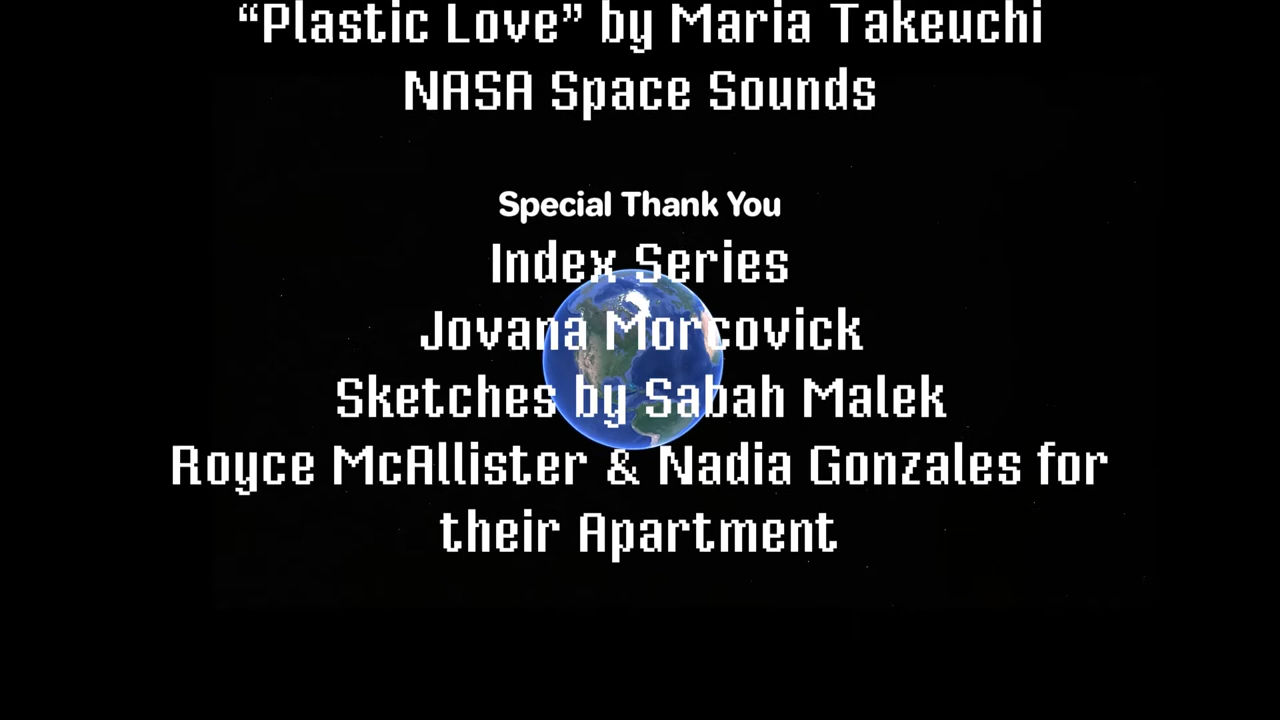 “Plastic Love” by Maria Takeuchi
NASA Space Sounds
Special Thank You
Index Series
Jovana Morcovick
Sketches by Sabah Malek
Royce McAllister & Nadia Gonzales for
their Apartment